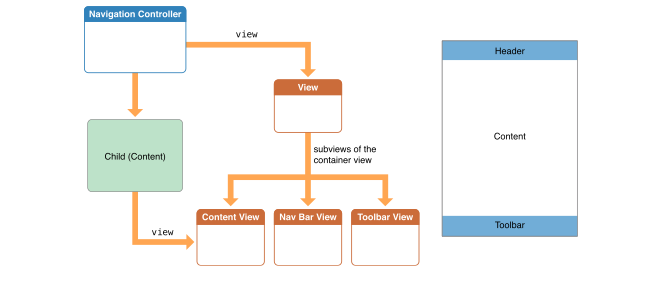 Navigation Controller
view
View
Child (Content)
subviews of the
container view
view
Content View
Nav Bar View
Toolbar View
Header
Content
Toolbar